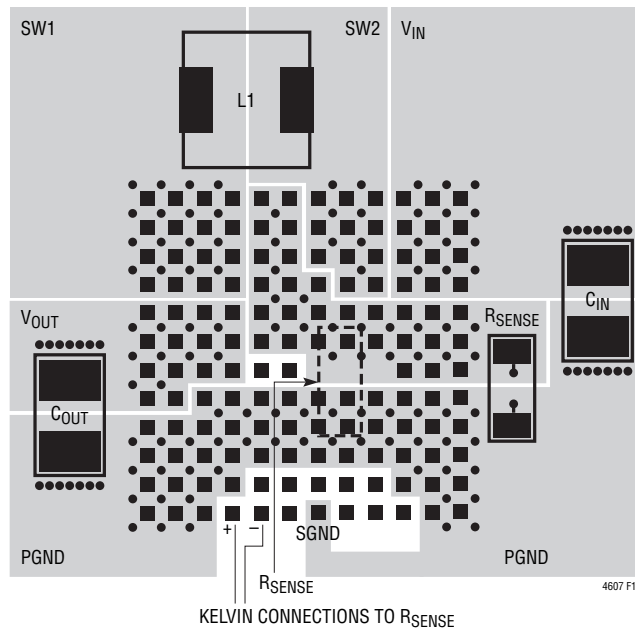 SW1 SW2 VIN
L1
VOUT RSENSE CIN
COUT
+ − SGND
PGND PGND
RSENSE
4607 F1
KELVIN CONNECTIONS TO RSENSE